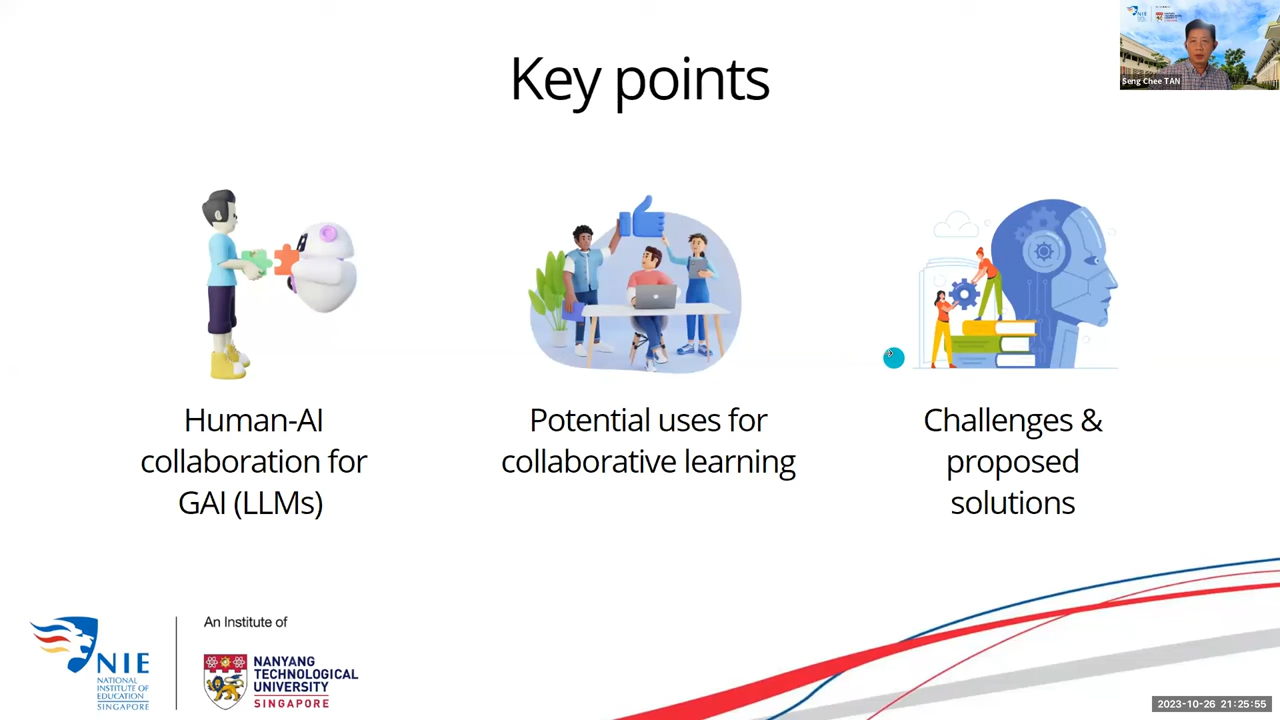 Key points
NIE
Seng Chee TAN
Human-AI
collaboration for
GAI (LLMs)
Potential uses for
collaborative learning
Challenges &
proposed
solutions
NIE
NATIONAL
INSTITUTE OF
EDUCATION
SINGAPORE
An Institute of
NANYANG
TECHNOLOGICAL
UNIVERSITY
SINGAPORE
2023-10-26 21:25:55